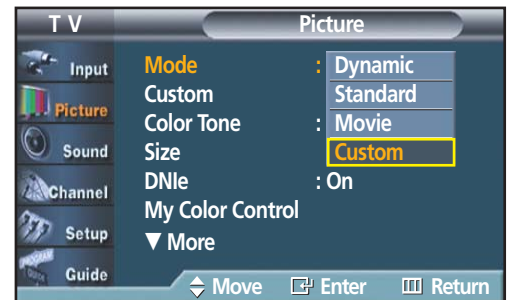 T V
Picture
Input
Picture
Sound
Channel
Setup
Guide
Mode :
Custom
Color Tone :
Size
DNIe : On
My Color Control
▼ More
Dynamic
Standard
Movie
Custom
Move Enter Return